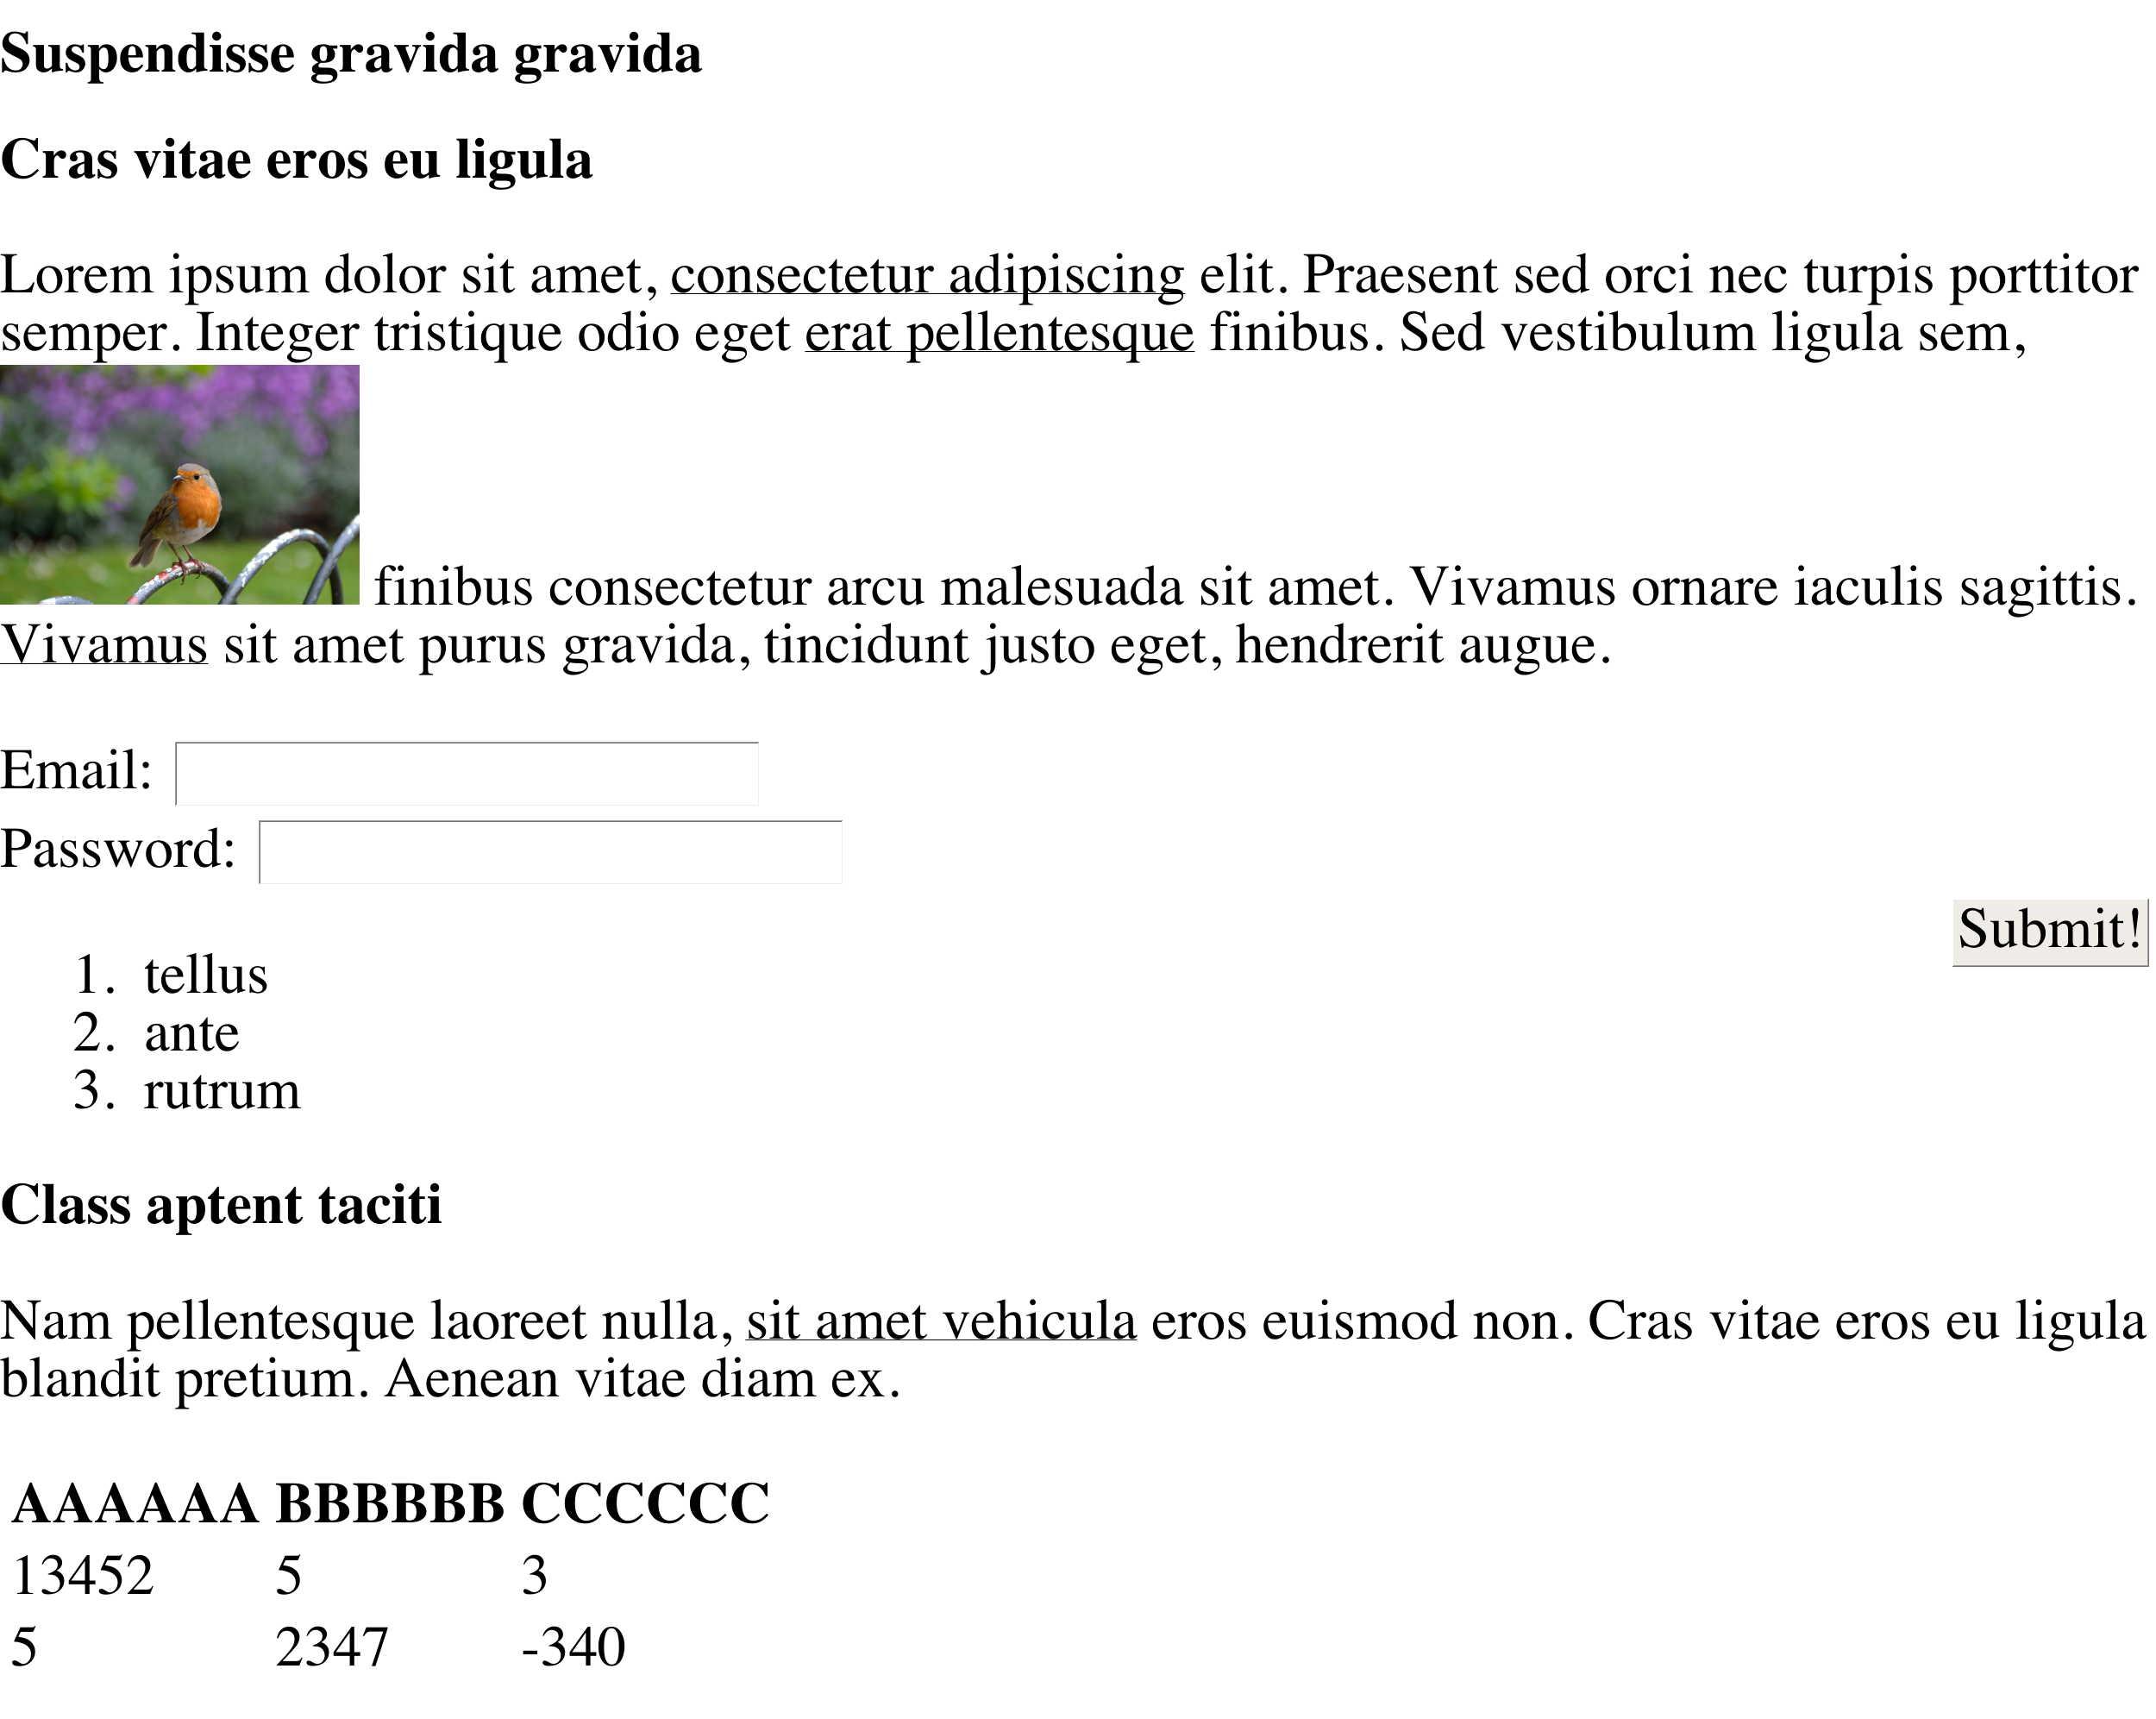 Suspendisse gravida gravida
Cras vitae eros eu ligula
Lorem ipsum dolor sit amet, consectetur adipiscing elit. Praesent sed orci nec turpis porttitor
semper. Integer tristique odio eget erat pellentesque finibus. Sed vestibulum ligula sem,
finibus consectetur arcu malesuada sit amet. Vivamus ornare iaculis sagittis.
Vivamus sit amet purus gravida, tincidunt justo eget, hendrerit augue.
Email:
Password:
Submit!
1. tellus
2. ante
3. rutrum
Class aptent taciti
Nam pellentesque laoreet nulla, sit amet vehicula eros euismod non. Cras vitae eros eu ligula
blandit pretium. Aenean vitae diam ex.
AAAAAA BBBBBB CCCCCC
13452 5 3
5 2347 -340